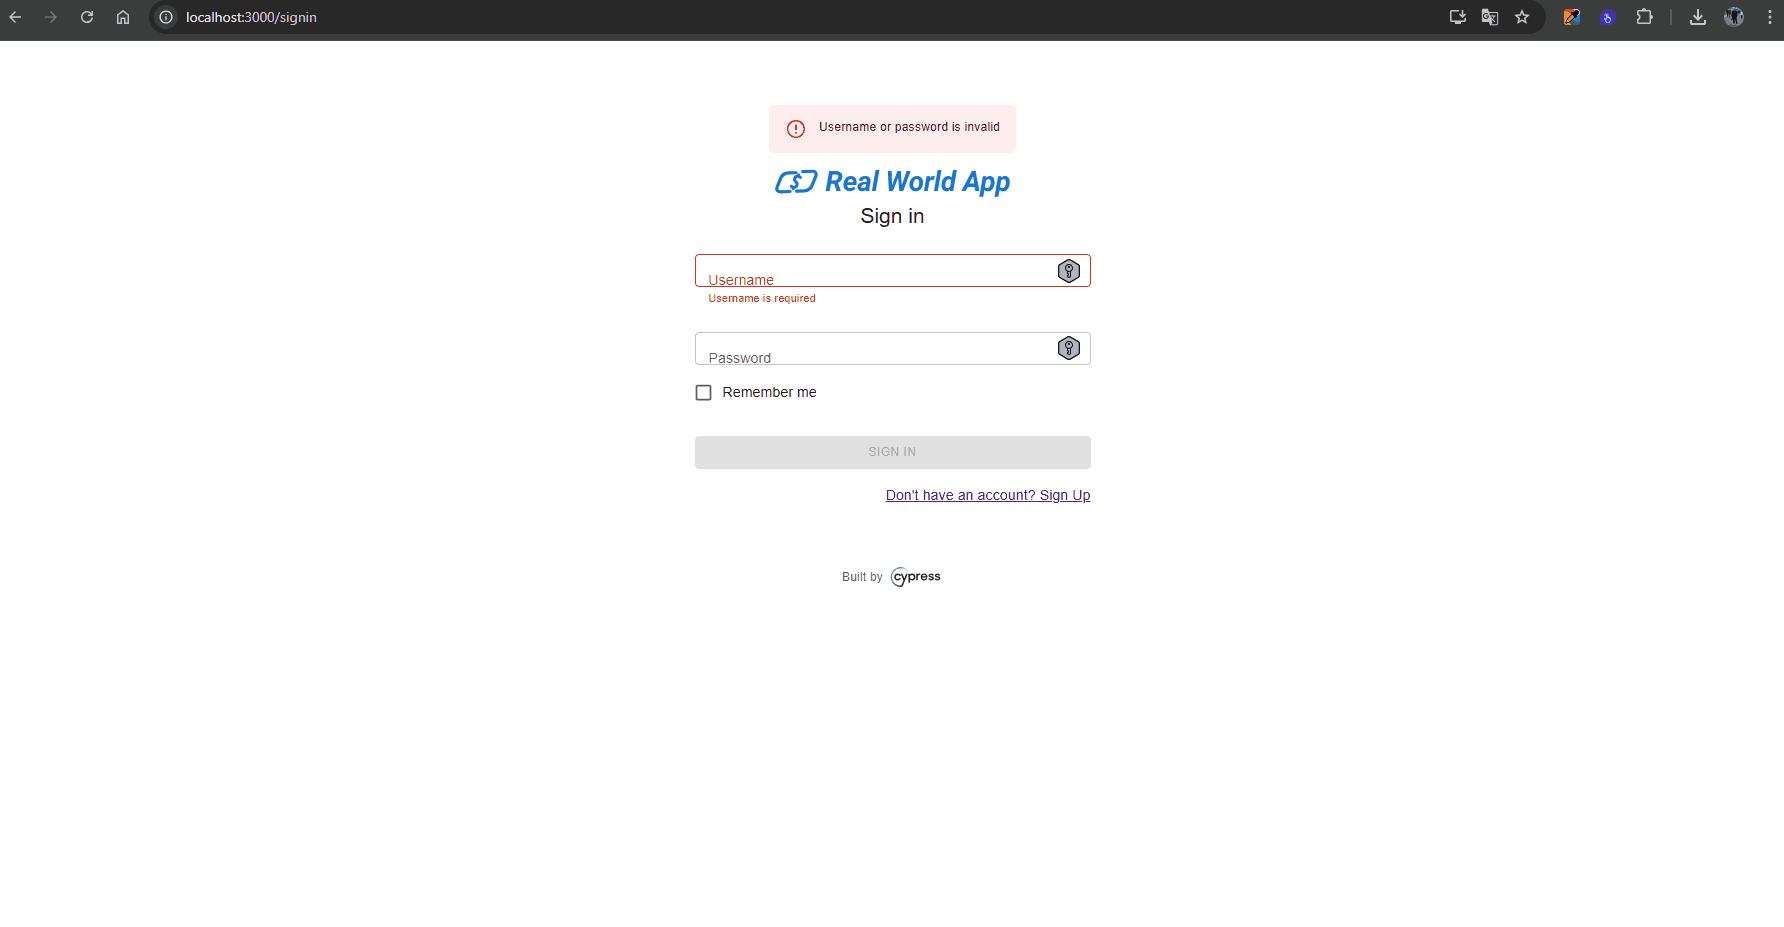 localhost:3000/signin
Username or password is invalid
Real World App
Sign in
Username
Username is required
Password
Remember me
SIGN IN
Don't have an account? Sign Up
Built by cypress